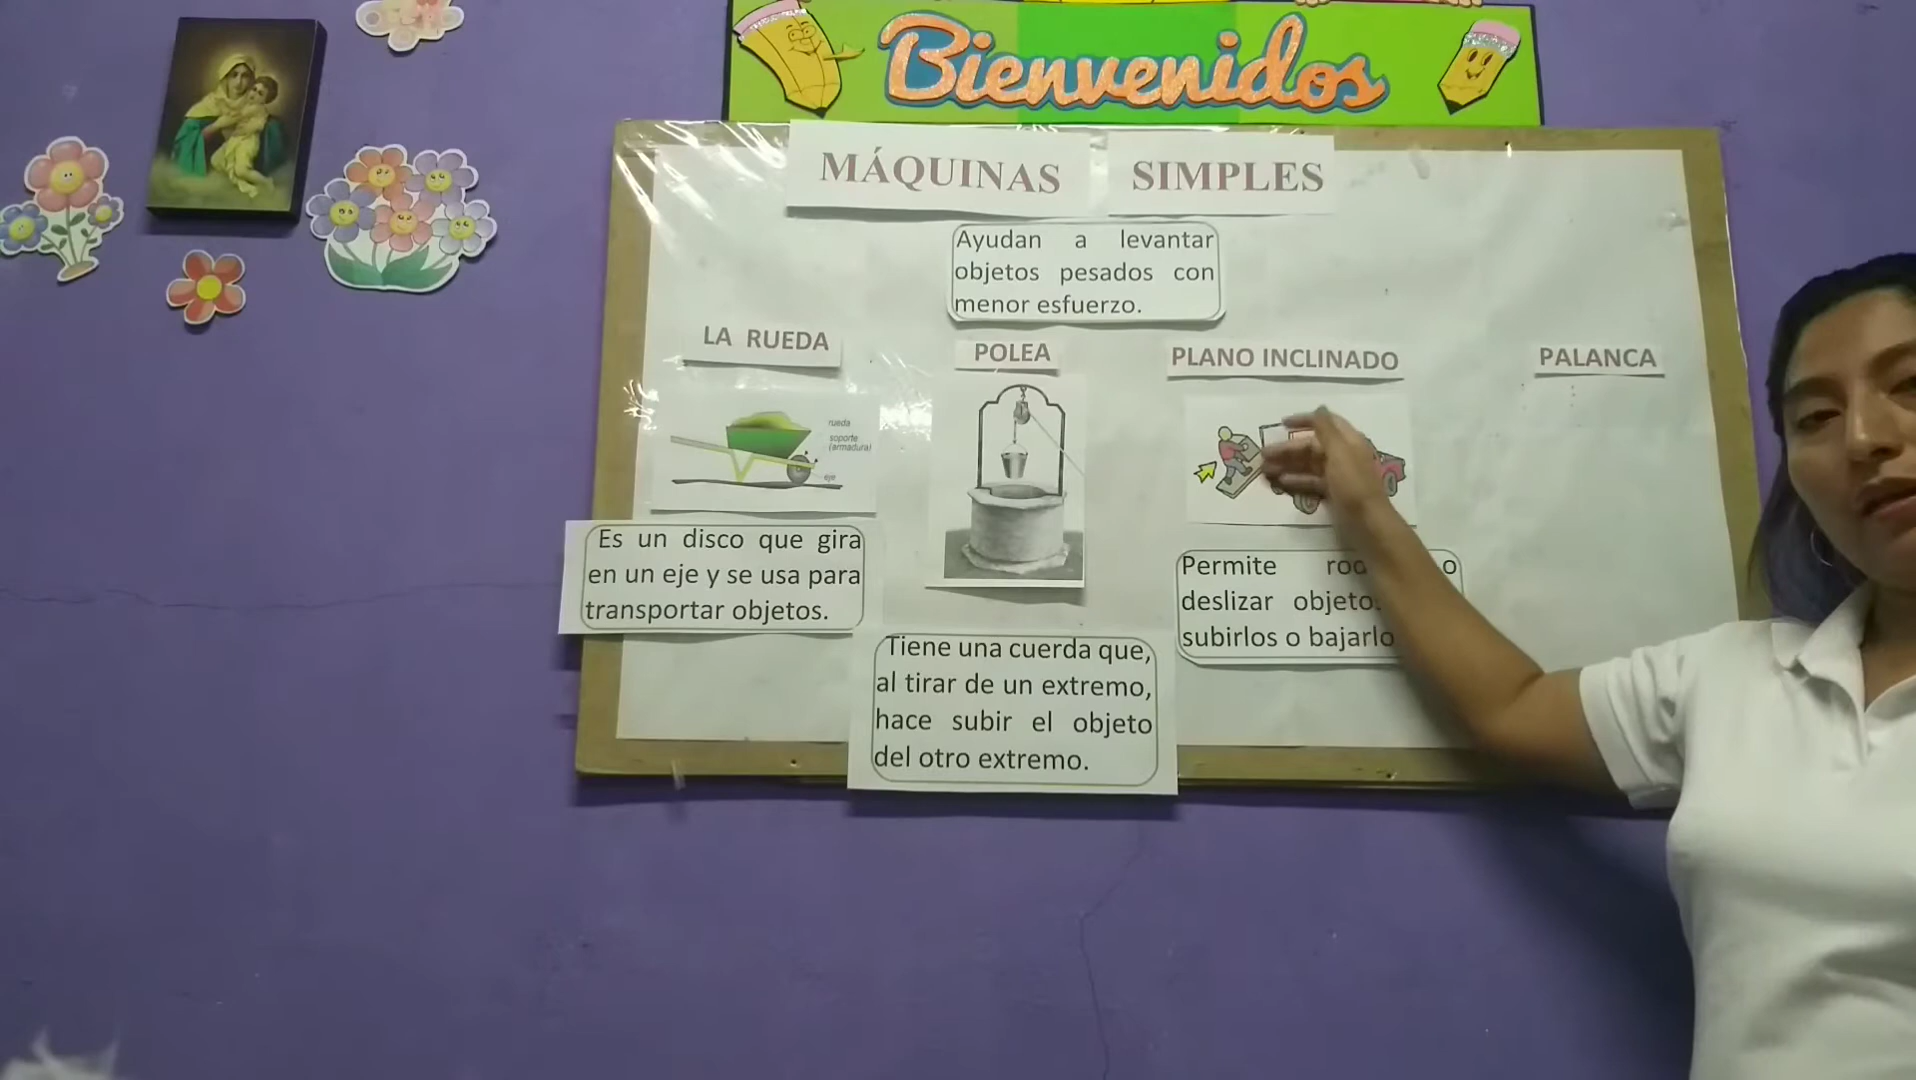 Bienvenidos
MÁQUINAS SIMPLES
Ayudan a levantar
objetos pesados con
menor esfuerzo.
LA RUEDA
rueda
soporte
(armadura)
eje
Es un disco que gira
en un eje y se usa para
transportar objetos.
POLEA
Tiene una cuerda que,
al tirar de un extremo,
hace subir el objeto
del otro extremo.
PLANO INCLINADO
Permite o
deslizar
subirlos o
PALANCA